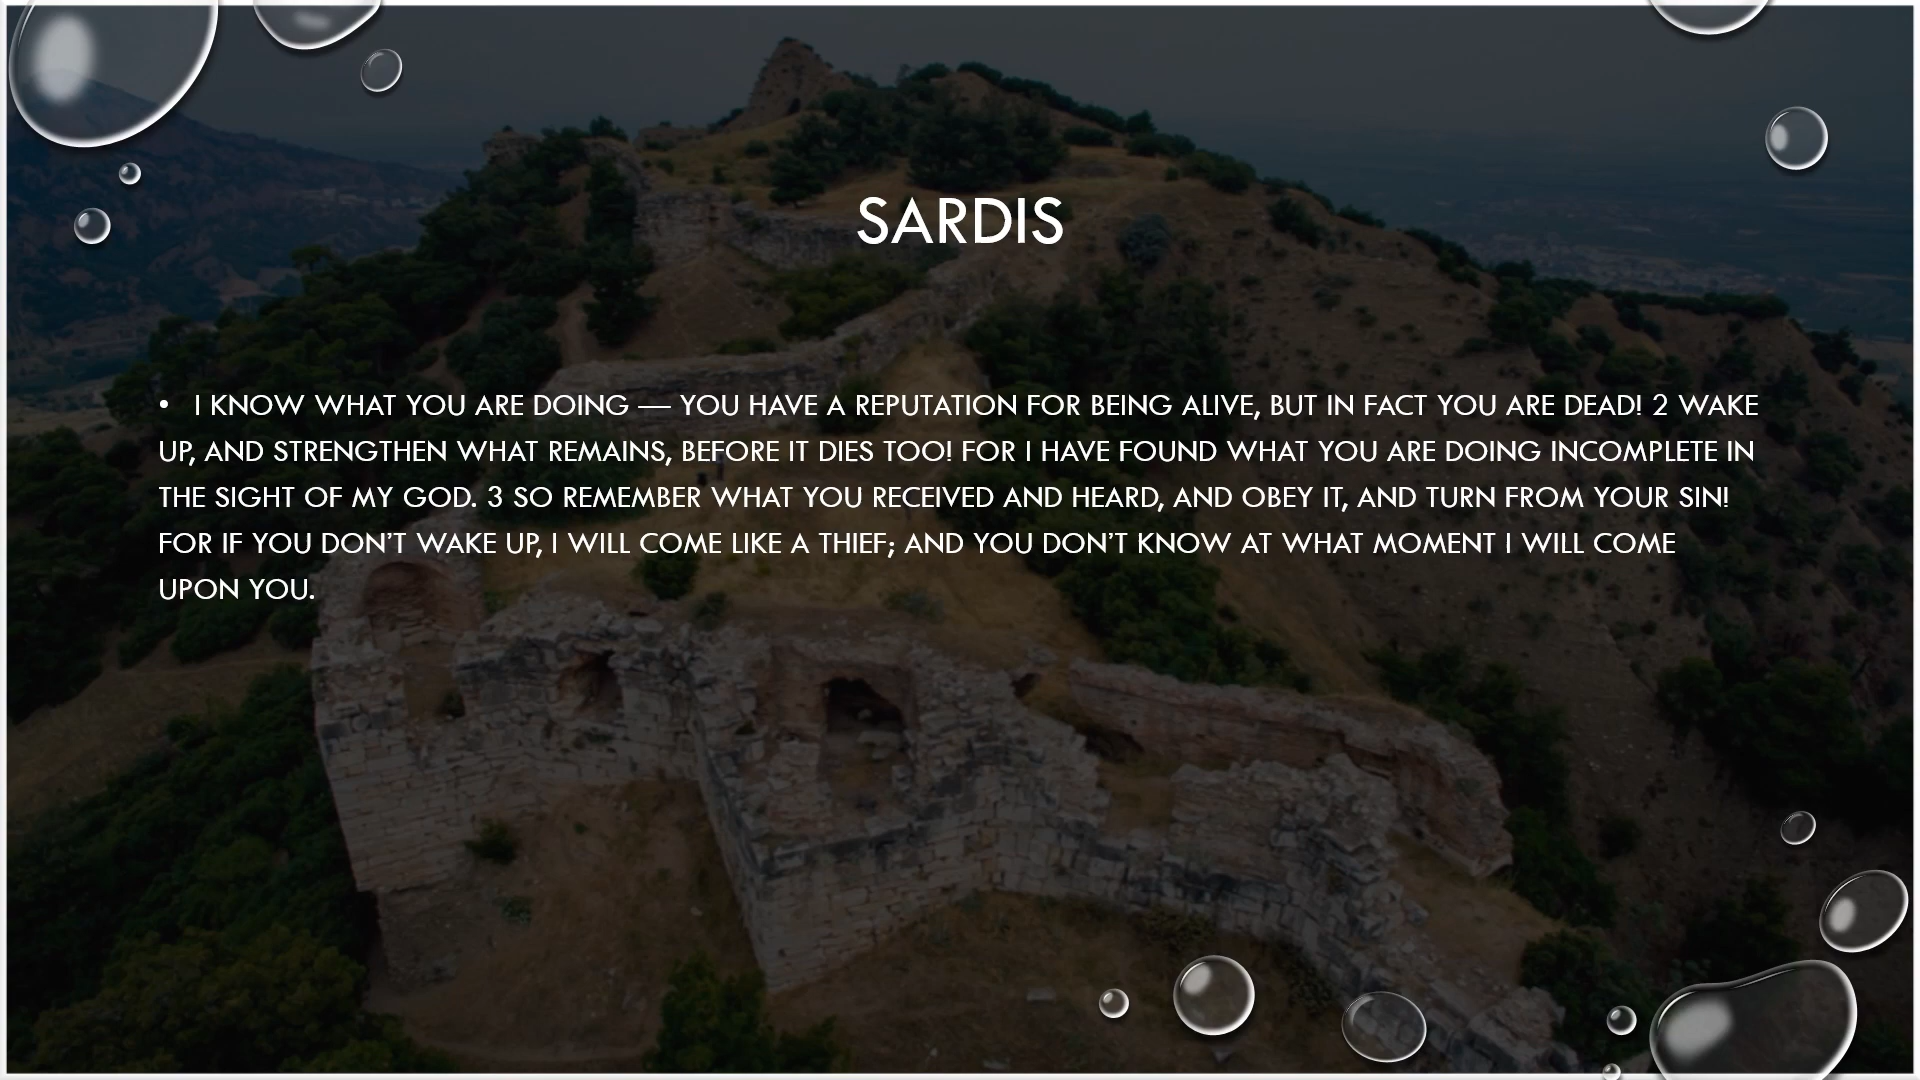 SARDIS
• I KNOW WHAT YOU ARE DOING — YOU HAVE A REPUTATION FOR BEING ALIVE, BUT IN FACT YOU ARE DEAD! 2 WAKE
UP, AND STRENGTHEN WHAT REMAINS, BEFORE IT DIES TOO! FOR I HAVE FOUND WHAT YOU ARE DOING INCOMPLETE IN
THE SIGHT OF MY GOD. 3 SO REMEMBER WHAT YOU RECEIVED AND HEARD, AND OBEY IT, AND TURN FROM YOUR SIN!
FOR IF YOU DON’T WAKE UP, I WILL COME LIKE A THIEF; AND YOU DON’T KNOW AT WHAT MOMENT I WILL COME
UPON YOU.